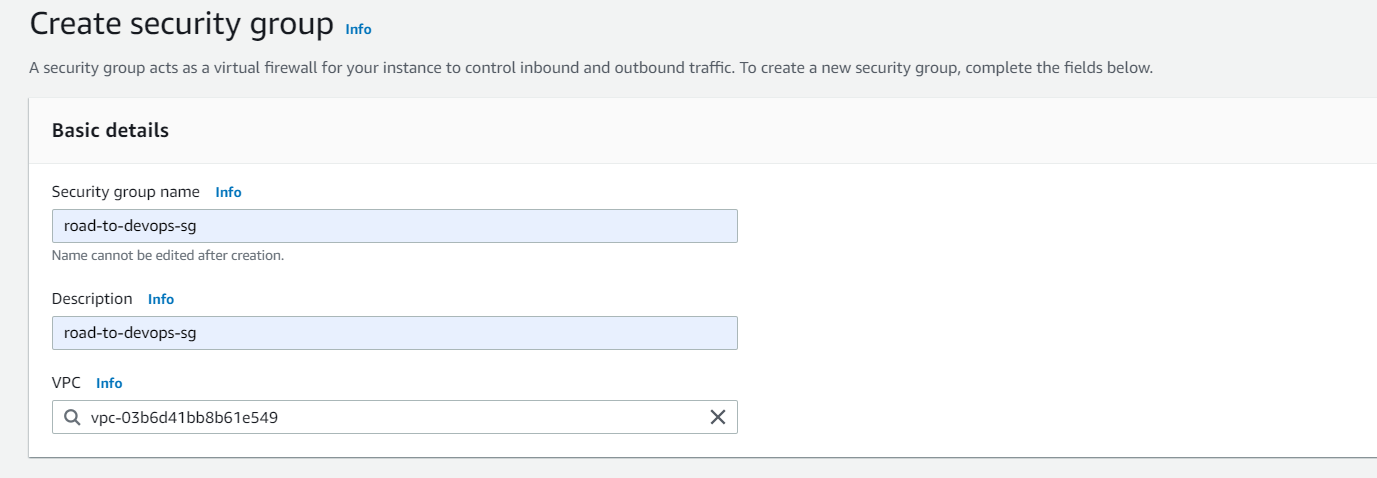 Create security group Info
A security group acts as a virtual firewall for your instance to control inbound and outbound traffic. To create a new security group, complete the fields below.
Basic details
Security group name Info
road-to-devops-sg
Name cannot be edited after creation.
Description Info
road-to-devops-sg
VPC Info
vpc-03b6d41bb8b61e549